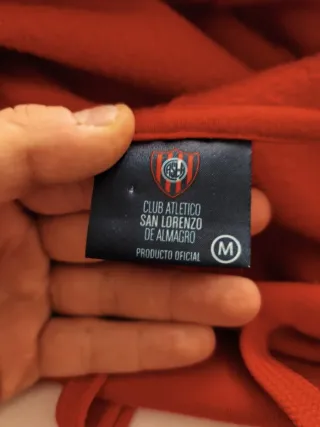 CLUB ATLETICO
SAN LORENZO
DE ALMAGRO
PRODUCTO OFICIAL
M